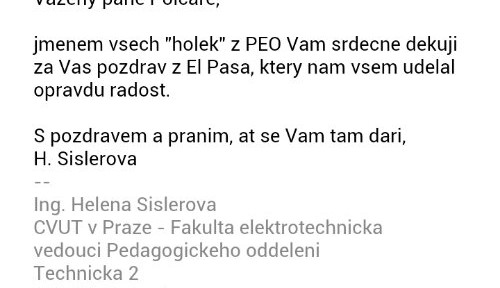 Vazeny pane Polcare,
jmenem vsech "holek" z PEO Vam srdecne dekuji
za Vas pozdrav z El Pasa, ktery nam vsem udelal
opravdu radost.
S pozdravem a pranim, at se Vam tam dari,
H. Sislerova
--
Ing. Helena Sislerova
CVUT v Praze - Fakulta elektrotechnicka
vedouci Pedagogickeho oddeleni
Technicka 2